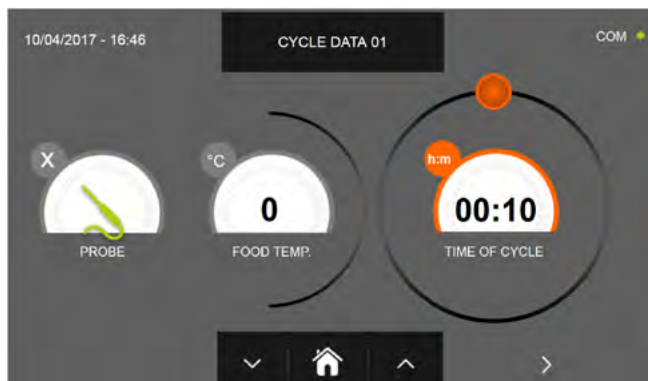 10/04/2017 - 16:46
CYCLE DATA 01
COM
X
°C
h:m
0
00:10
PROBE
FOOD TEMP.
TIME OF CYCLE